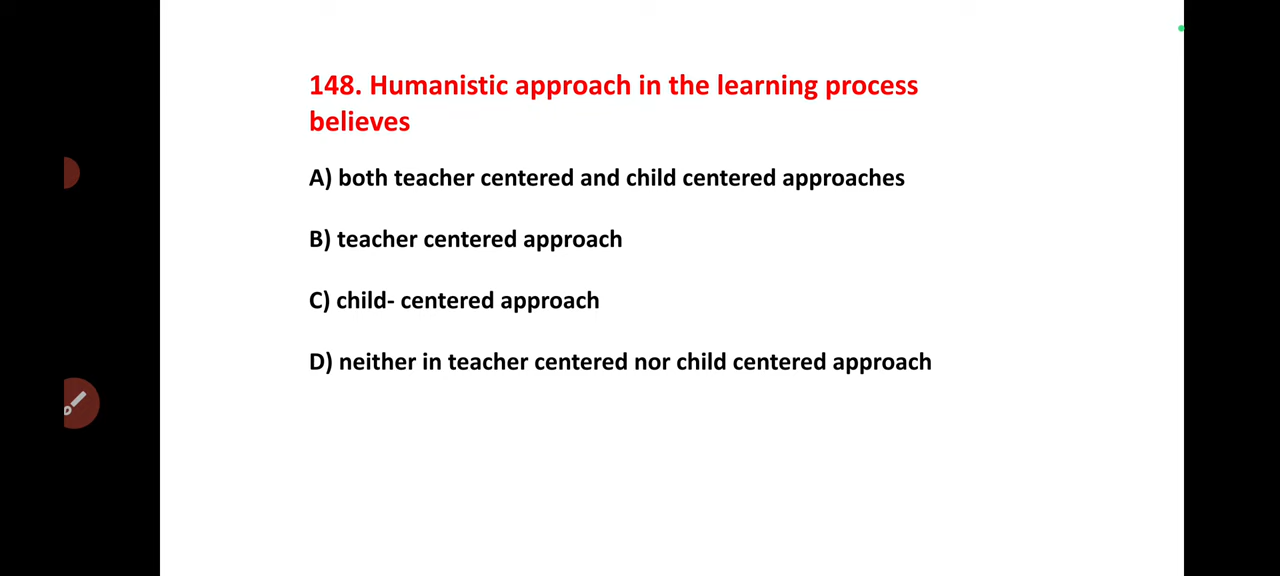 148. Humanistic approach in the learning process
believes
A) both teacher centered and child centered approaches
B) teacher centered approach
C) child- centered approach
D) neither in teacher centered nor child centered approach